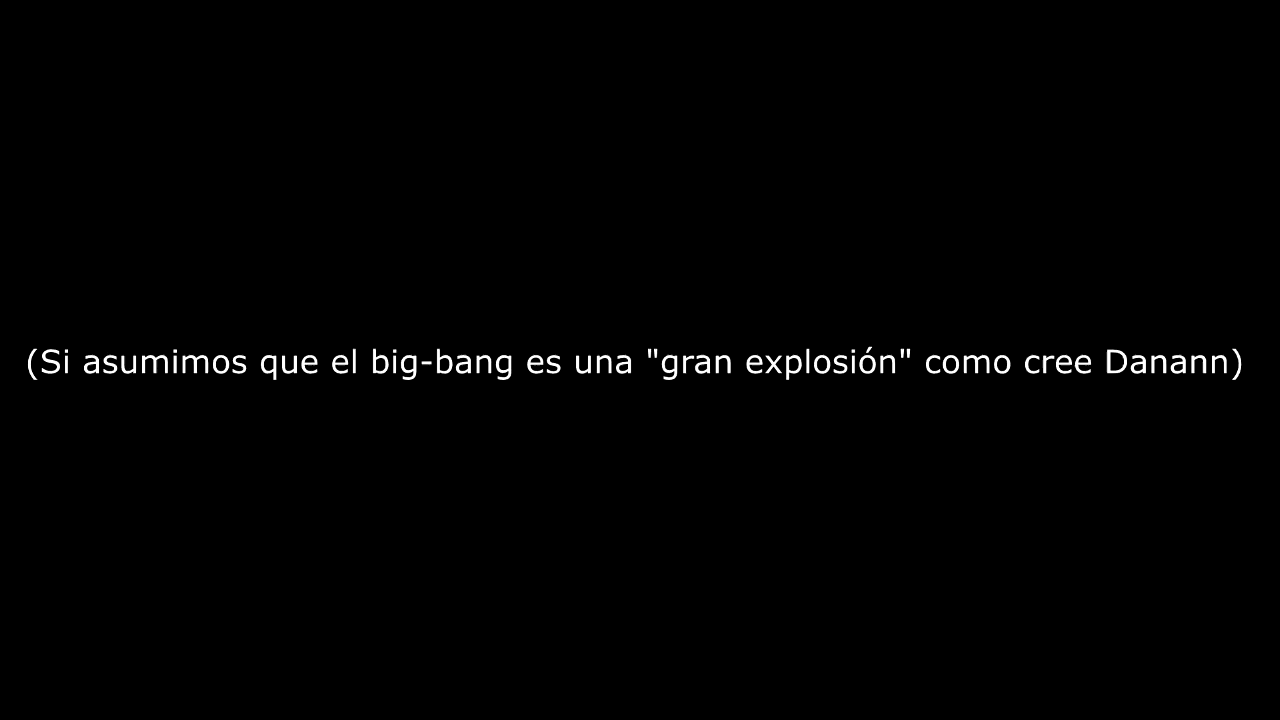 (Si asumimos que el big-bang es una "gran explosión" como cree Danann)